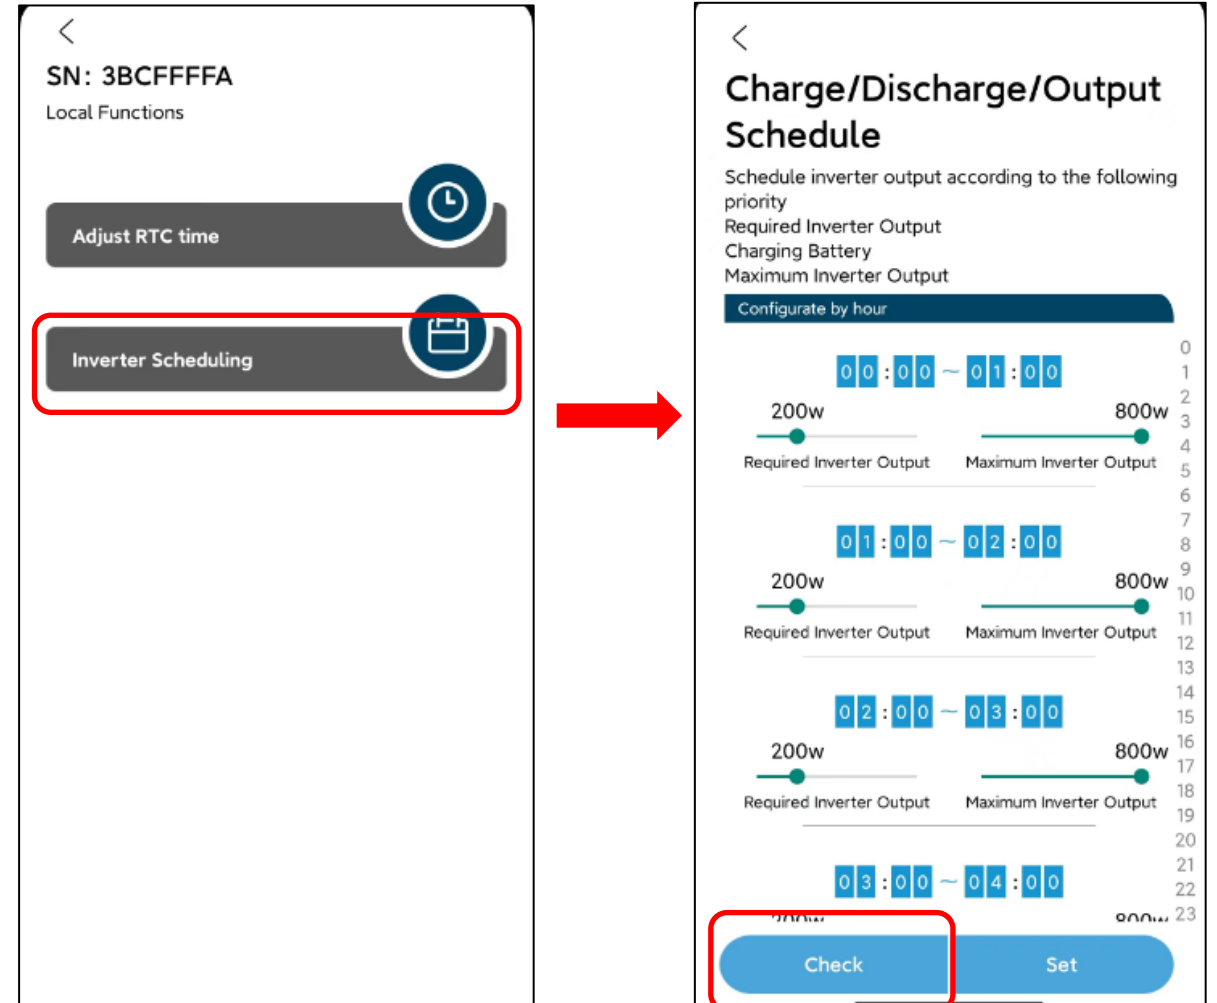 SN: 3BCFFFFA
Local Functions
Adjust RTC time
Inverter Scheduling
Charge/Discharge/Output
Schedule
Schedule inverter output according to the following
priority
Required Inverter Output
Charging Battery
Maximum Inverter Output
Configurate by hour
00:00 ~ 01:00
200w 800w
Required Inverter Output Maximum Inverter Output
01:00 ~ 02:00
200w 800w
Required Inverter Output Maximum Inverter Output
02:00 ~ 03:00
200w 800w
Required Inverter Output Maximum Inverter Output
03:00 ~ 04:00
200w 800w
0
1
2
3
4
5
6
7
8
9
10
11
12
13
14
15
16
17
18
19
20
21
22
23
Check Set